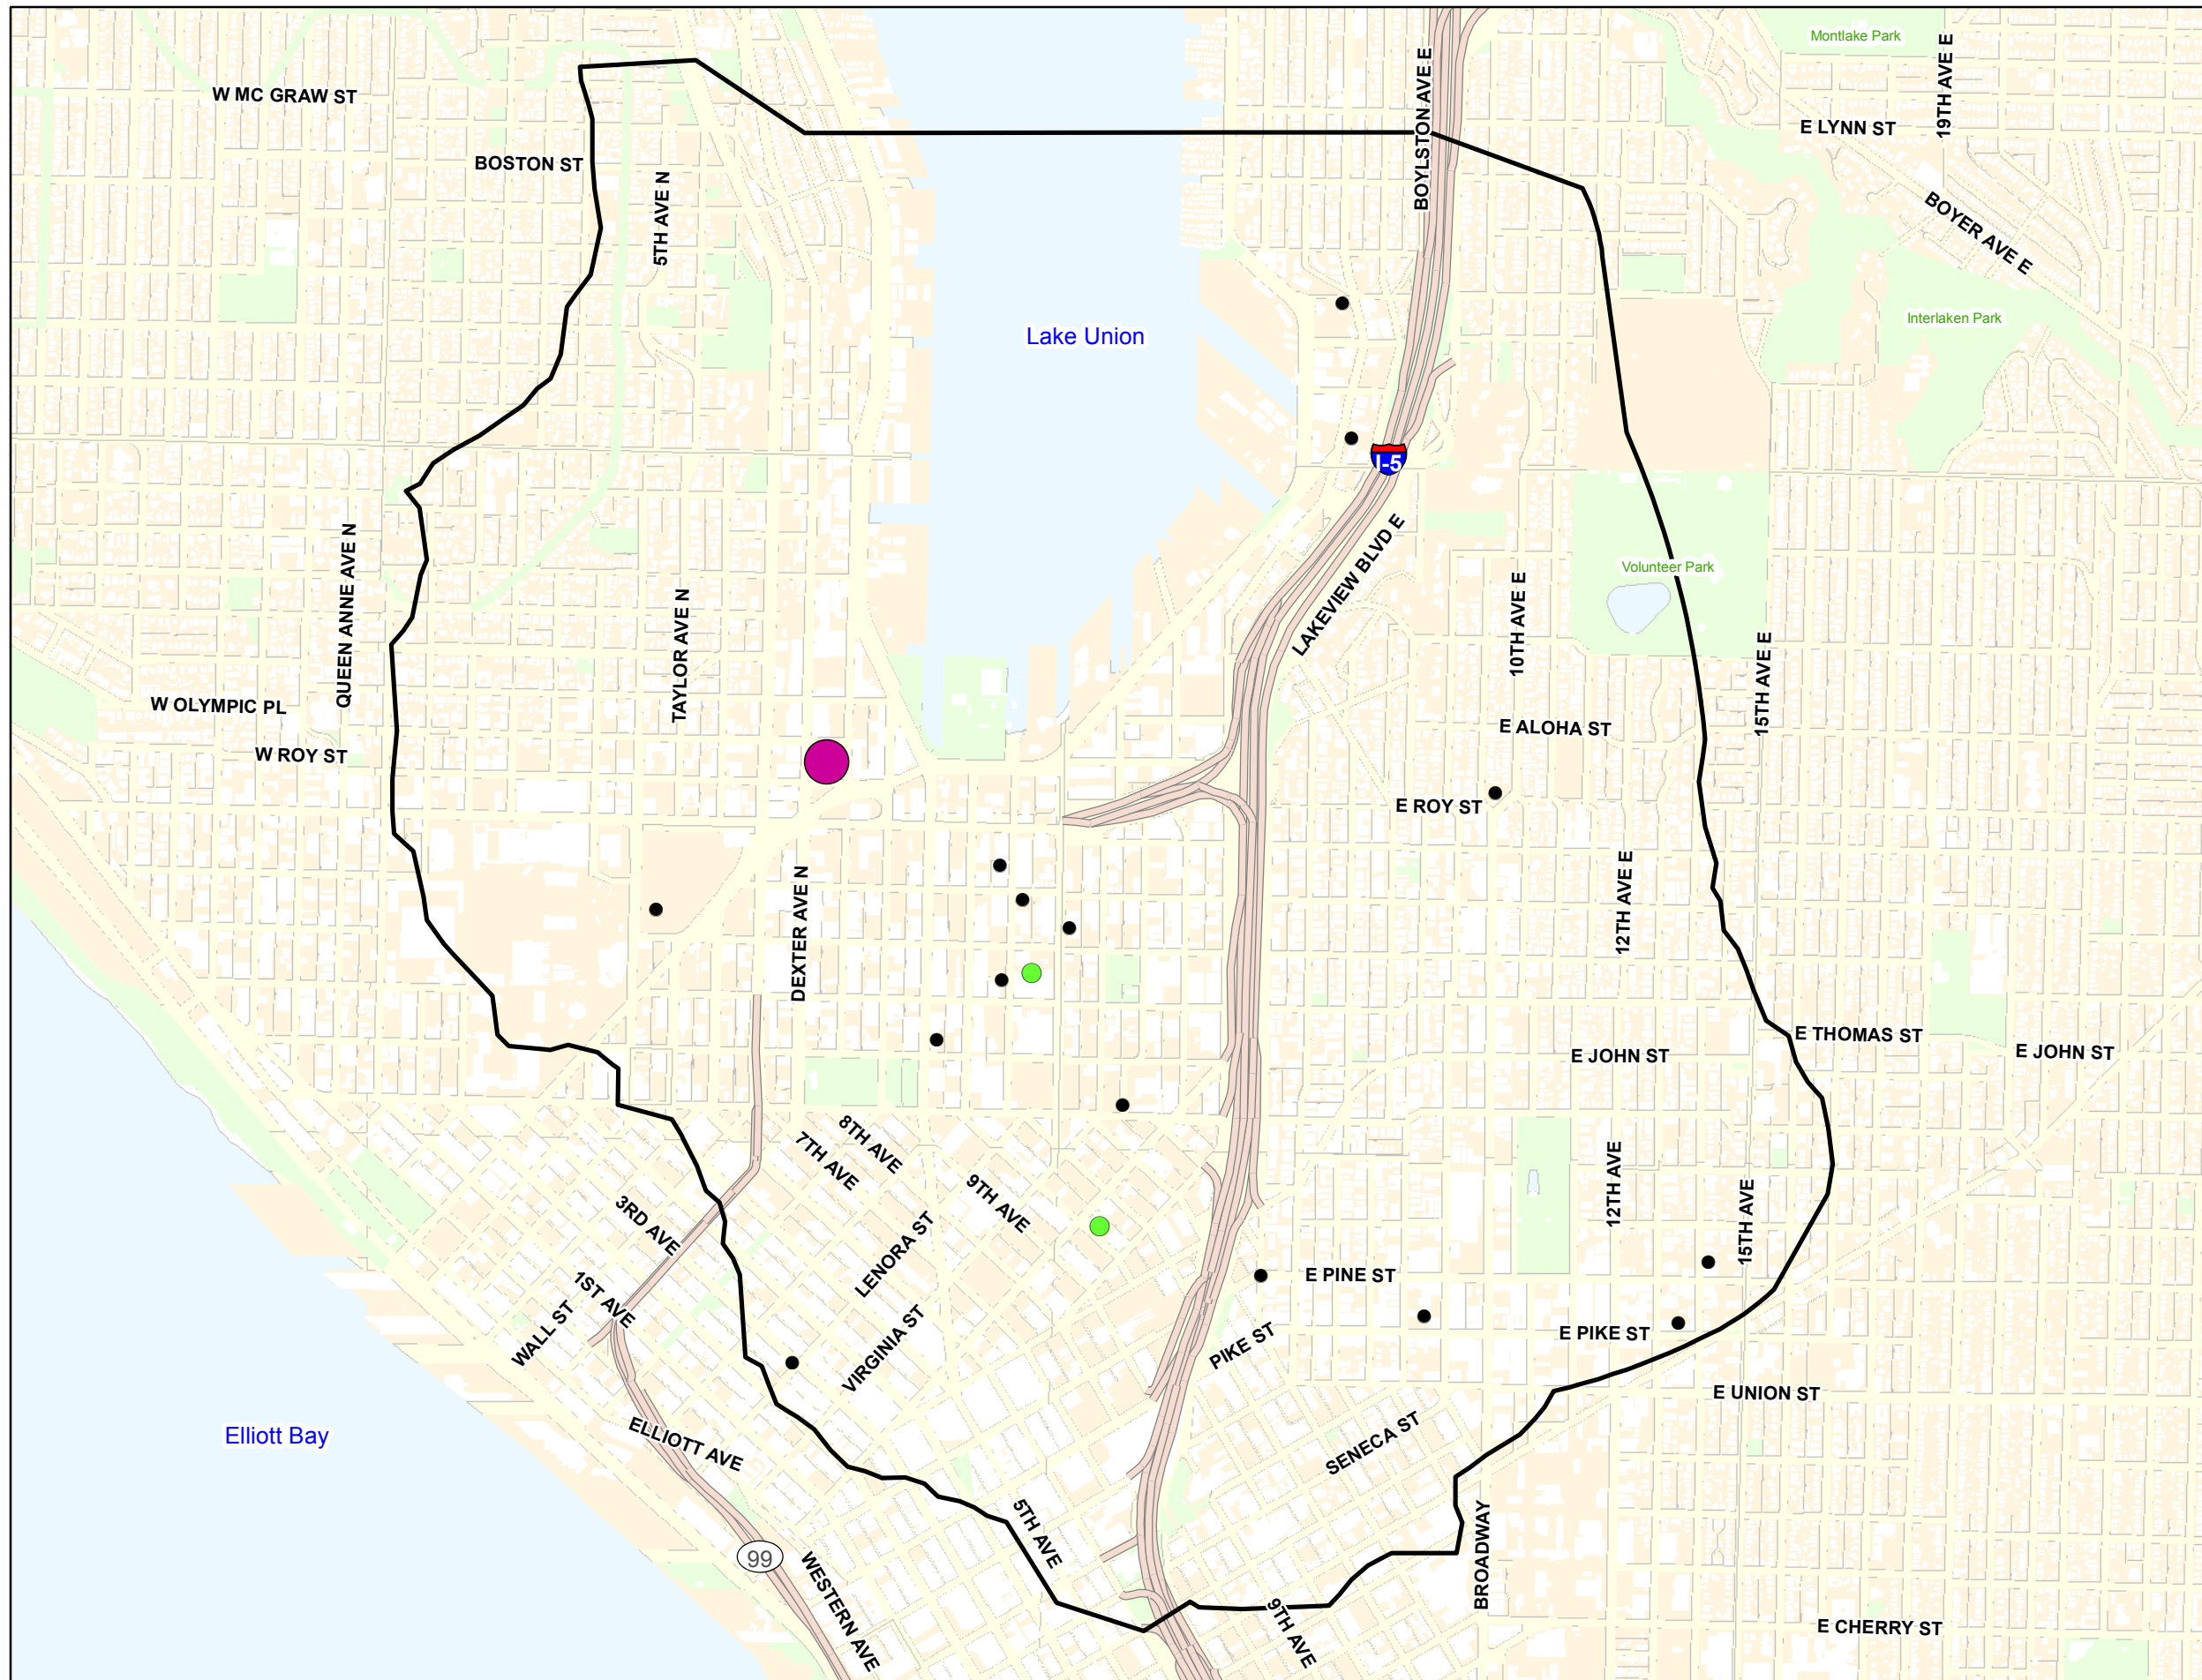 Montlake Park
19TH AVE E
W MC GRAW ST
BOYLSTON AVE E
E LYNN ST
BOSTON ST
5TH AVE N
BOYER AVE E
Interlaken Park
Lake Union
I-5
QUEEN ANNE AVE N
LAKEVIEW BLVD E
Volunteer Park
10TH AVE E
TAYLOR AVE N
15TH AVE E
W OLYMPIC PL
E ALOHA ST
W ROY ST
E ROY ST
12TH AVE E
DEXTER AVE N
E THOMAS ST
E JOHN ST
E JOHN ST
8TH AVE
7TH AVE
9TH AVE
12TH AVE
15TH AVE
3RD AVE
LENORA ST
E PINE ST
1ST AVE
WALL ST
VIRGINIA ST
PIKE ST
E PIKE ST
E UNION ST
Elliott Bay
ELLIOTT AVE
SENECA ST
5TH AVE
BROADWAY
99
WESTERN AVE
9TH AVE
E CHERRY ST